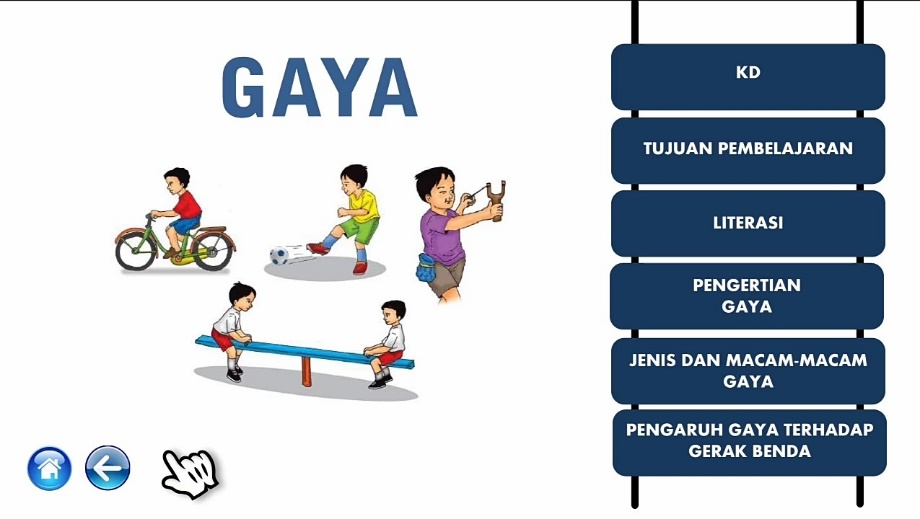 GAYA
KD
TUJUAN PEMBELAJARAN
LITERASI
PENGERTIAN
GAYA
JENIS DAN MACAM-MACAM
GAYA
PENGARUH GAYA TERHADAP
GERAK BENDA